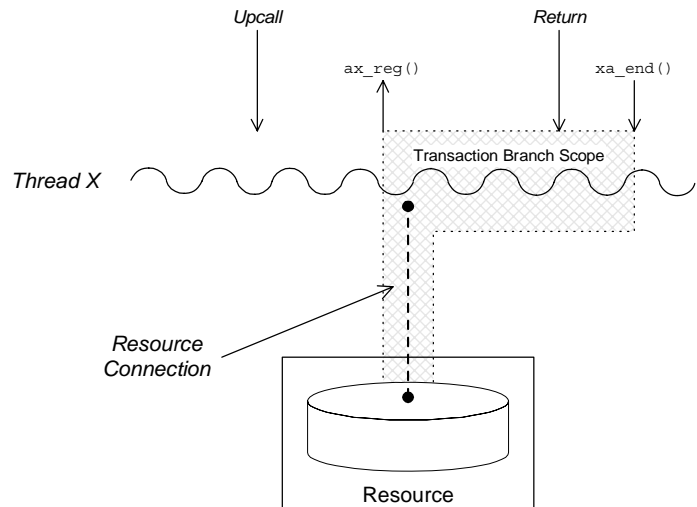 Upcall
Return
ax_reg()
xa_end()
Transaction Branch Scope
Thread X
Resource
Connection
Resource